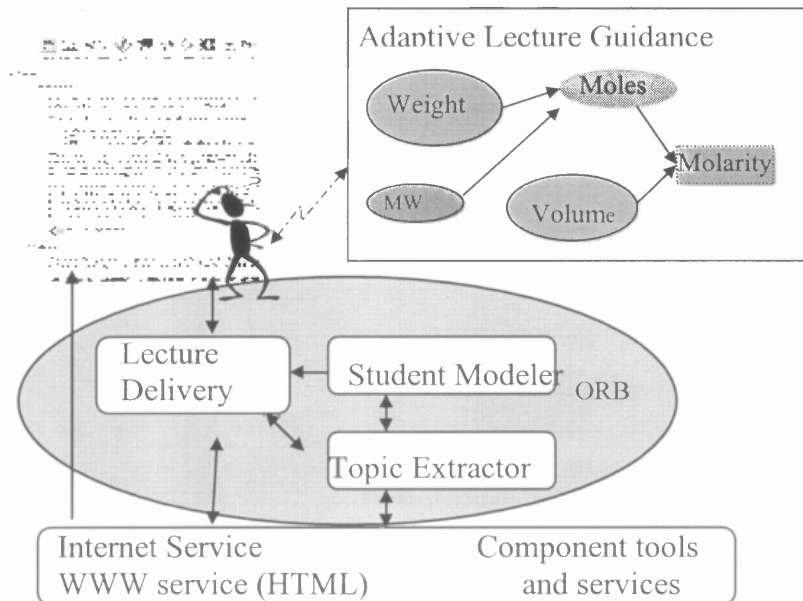 Adaptive Lecture Guidance
Weight
Moles
Molarity
MW
Volume
Lecture
Delivery
Student Modeler
ORB
Topic Extractor
Internet Service
WWW service (HTML)
Component tools
and services